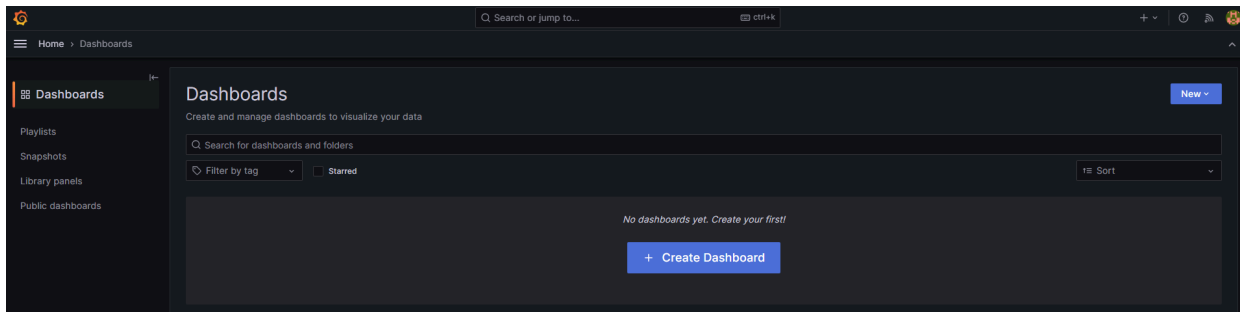 Search or jump to...
ctrl+k
Home › Dashboards
Dashboards
Playlists
Snapshots
Library panels
Public dashboards
Dashboards
New
Create and manage dashboards to visualize your data
Search for dashboards and folders
Filter by tag
Starred
Sort
No dashboards yet. Create your first!
+ Create Dashboard